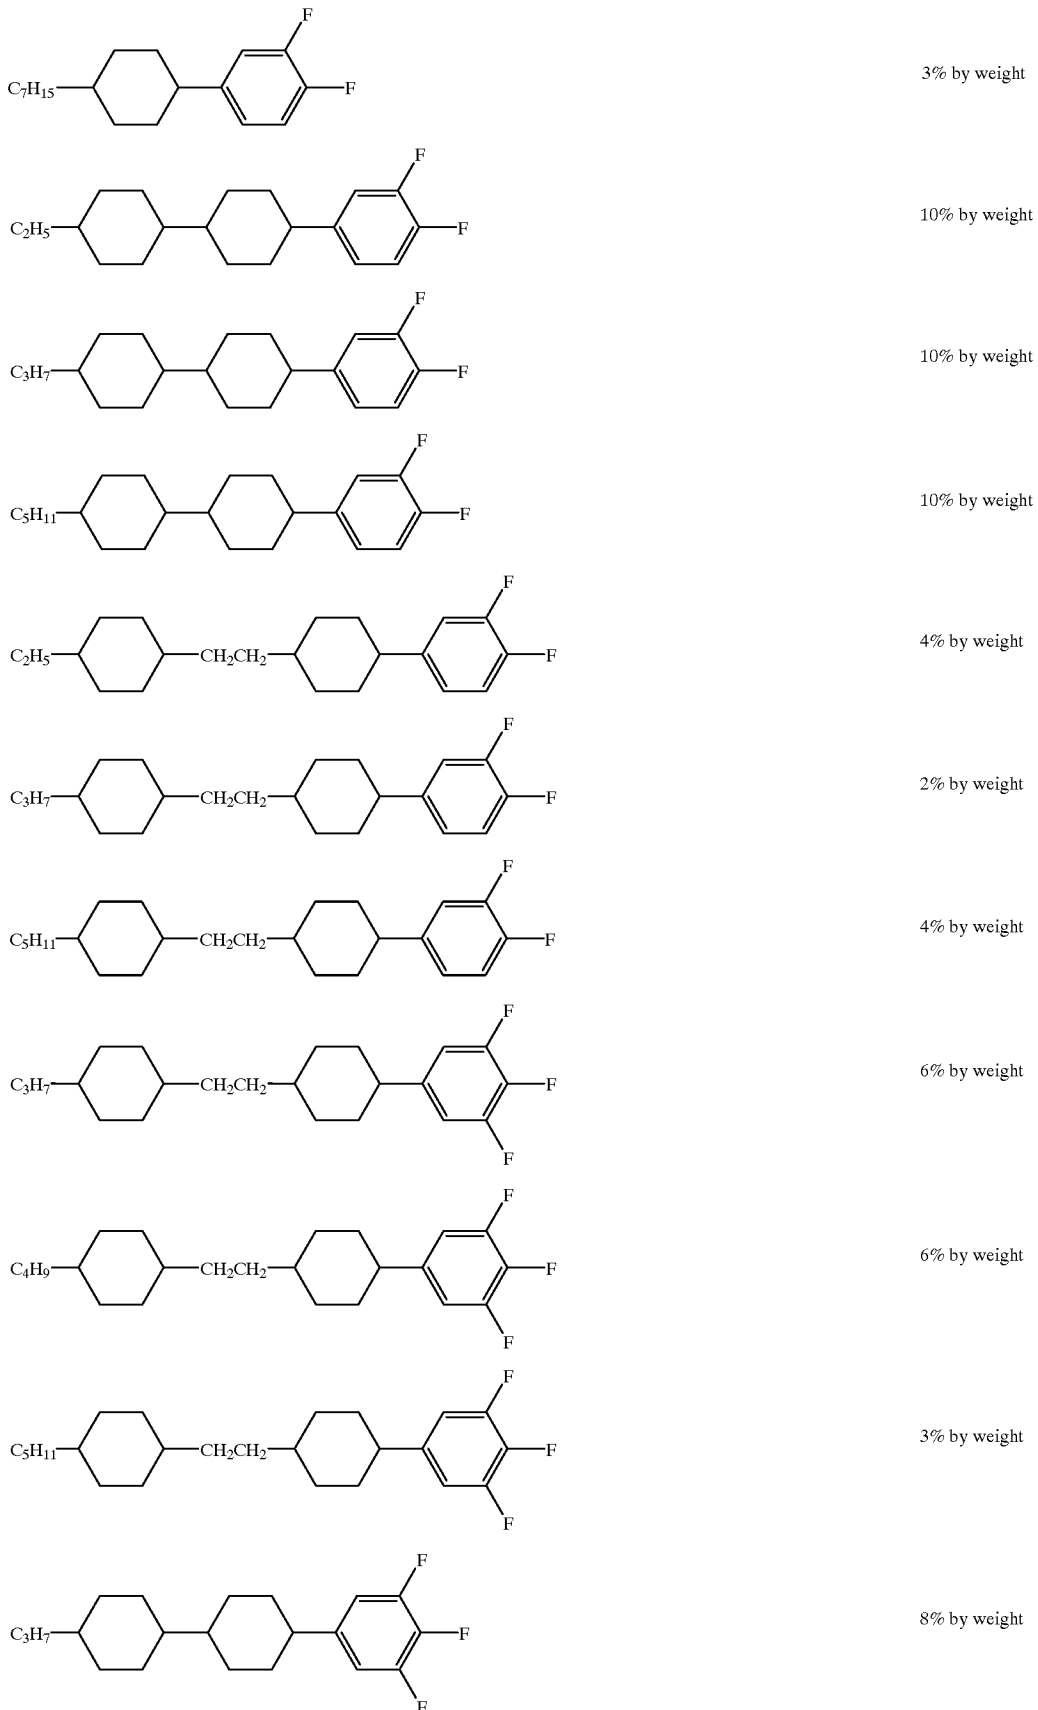 F
C7H15 F 3% by weight
F
C2H5 F 10% by weight
F
C3H7 F 10% by weight
F
C5H11 F 10% by weight
F
C2H5 CH2CH2 F 4% by weight
F
C3H7 CH2CH2 F 2% by weight
F
C5H11 CH2CH2 F 4% by weight
F
C3H7 CH2CH2 F 6% by weight
F
F
C4H9 CH2CH2 F 6% by weight
F
F
C5H11 CH2CH2 F 3% by weight
F
F
C3H7 F 8% by weight
F